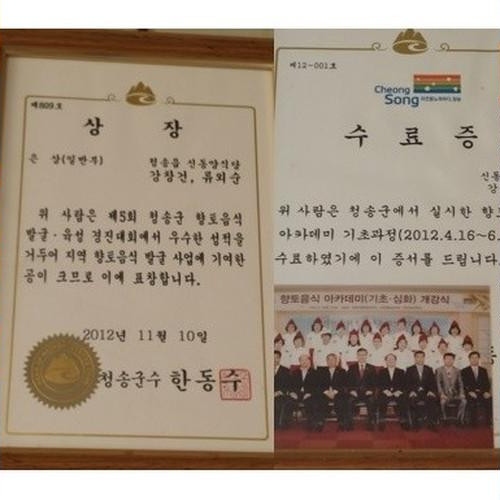 제809호
상 장
은 상(일반부)
청송읍 신동양식당
강창건, 류외순
위 사람은 제5회 청송군 향토음식
발굴·육성 경진대회에서 우수한 성적을
거두어 지역 향토음식 발굴 사업에 기여한
공이 크므로 이에 표창합니다.
2012년 11월 10일
청송군수 한동수
제12-001호
Cheong
Song
수 료 증
신동
강
위 사람은 청송군에서 실시한 향토
아카데미 기초과정(2012.4.16~6.
수료하였기에 이 증서를 드립니다.
향토음식 아카데미(기초·심화) 개강식